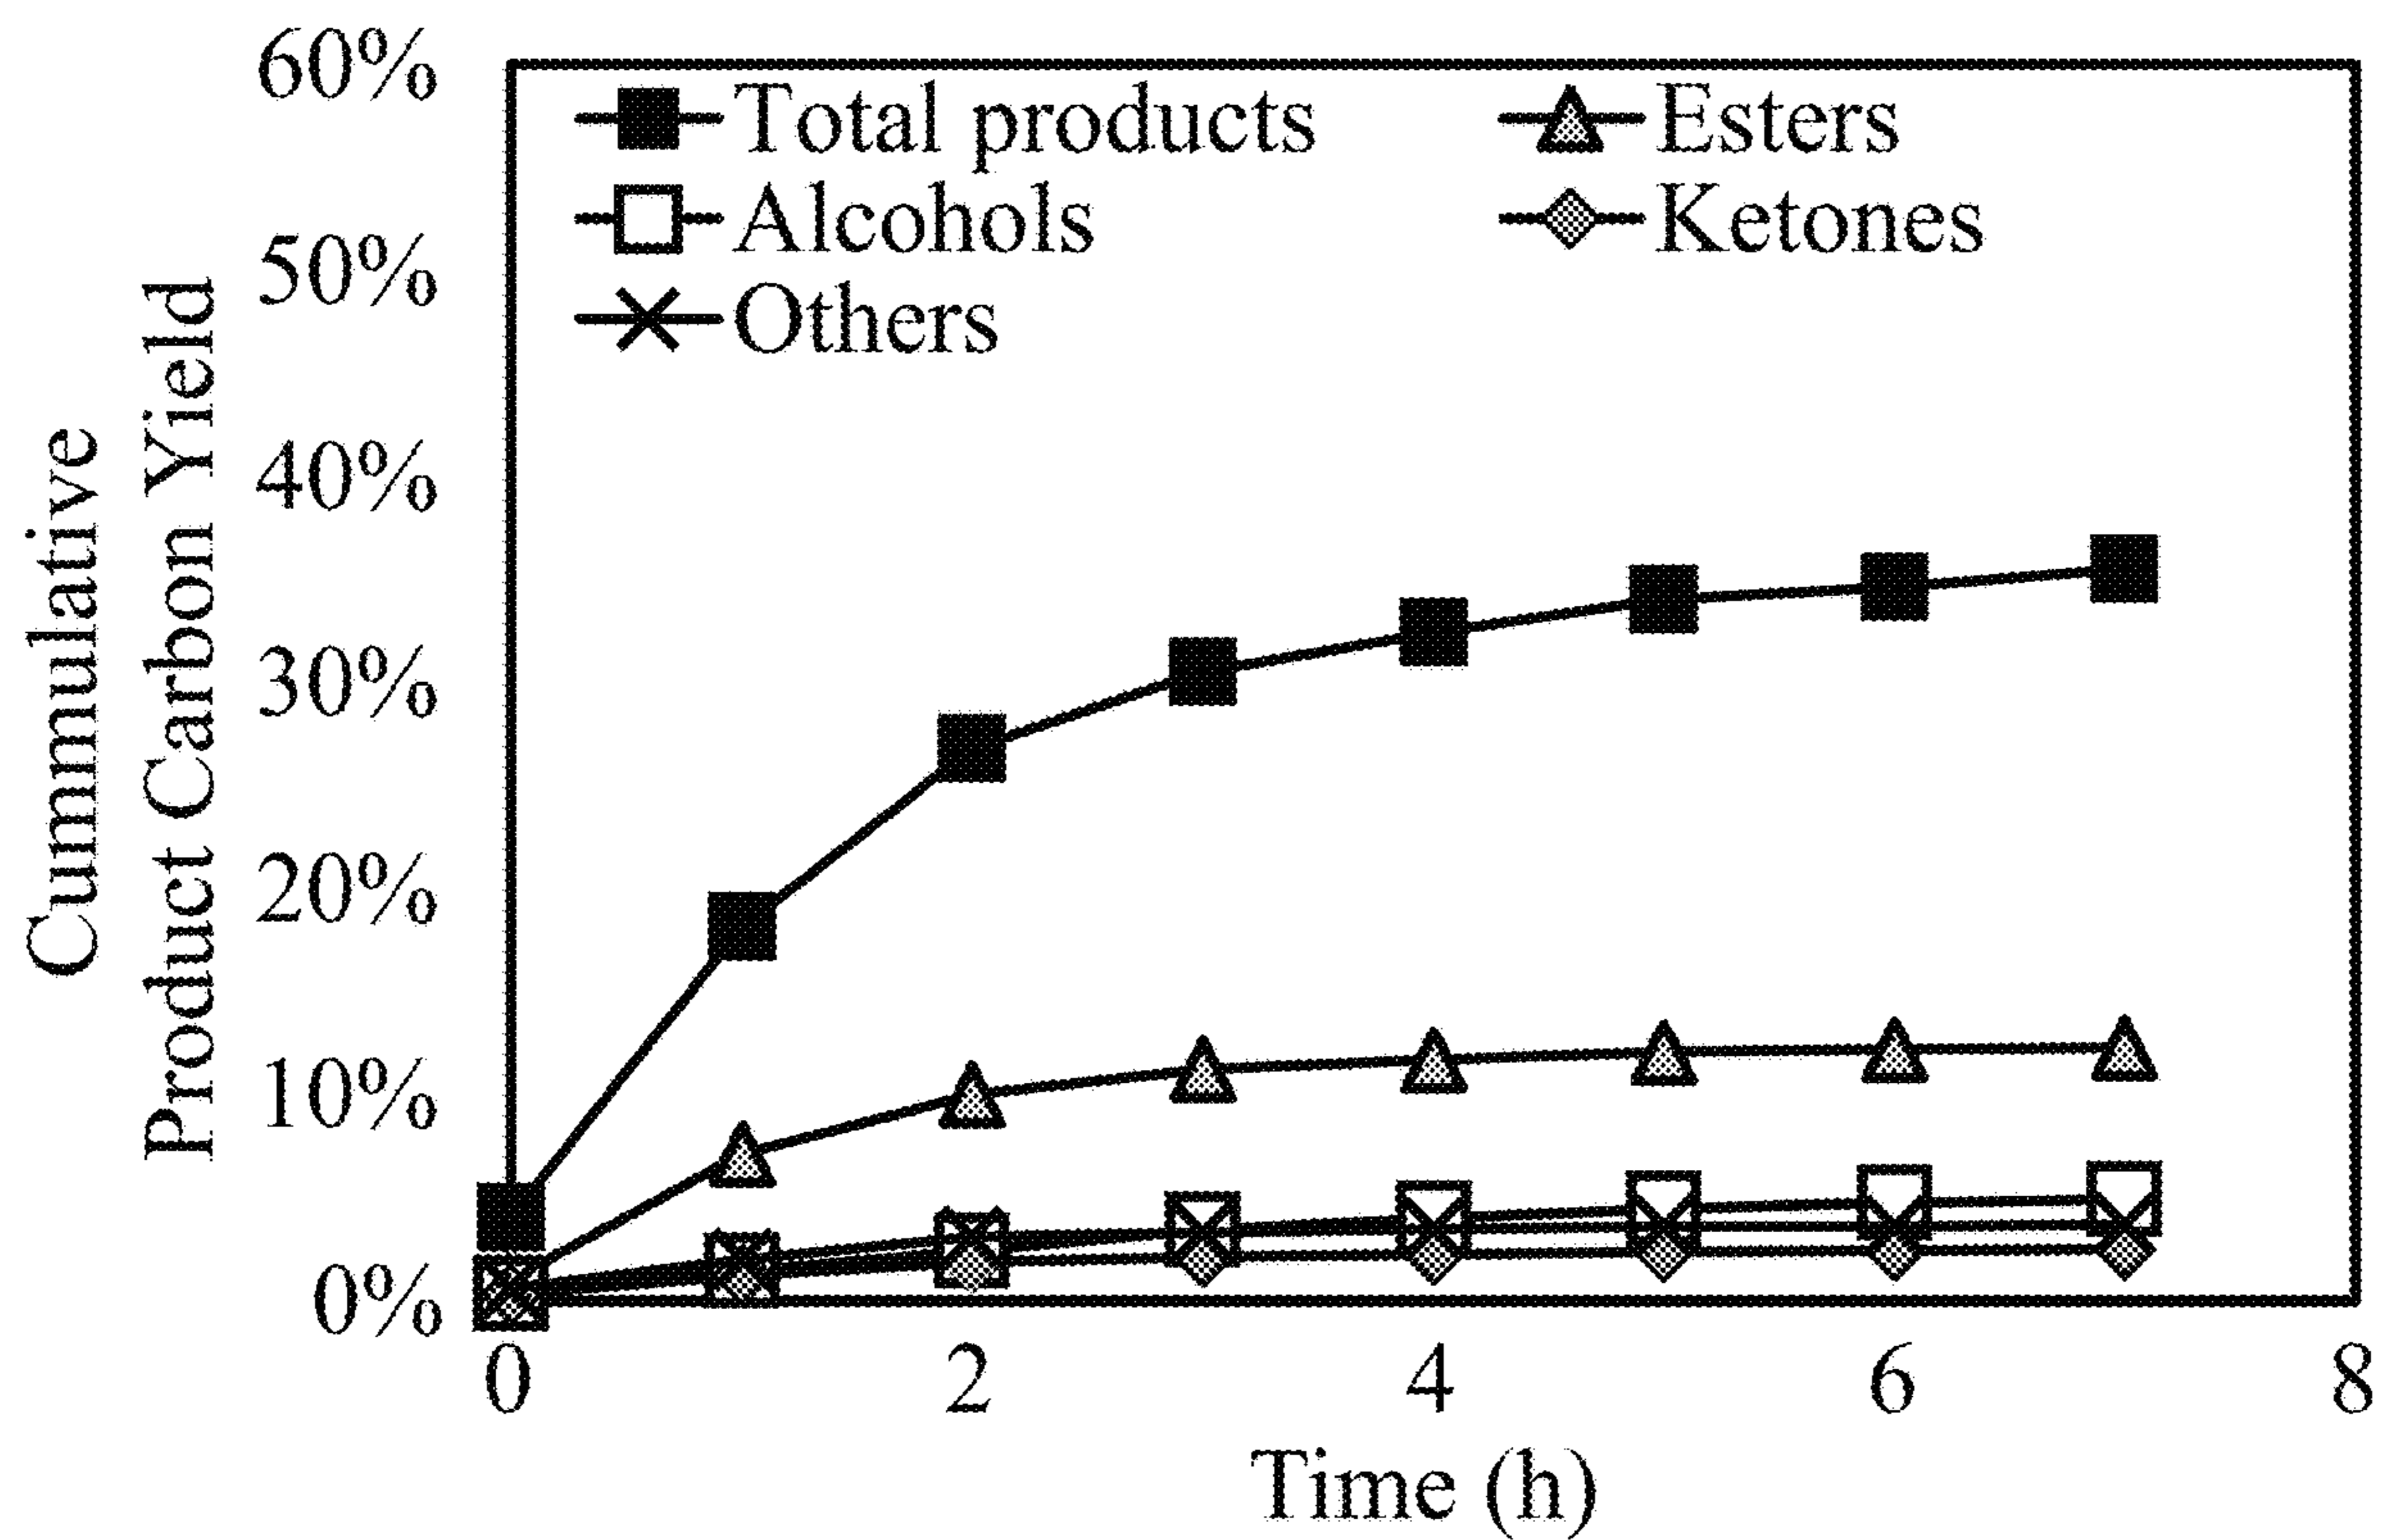 Cummulative
Product Carbon Yield
60%
50%
40%
30%
20%
10%
0%
Total products
Esters
Alcohols
Ketones
Others
0 2 4 6 8
Time (h)